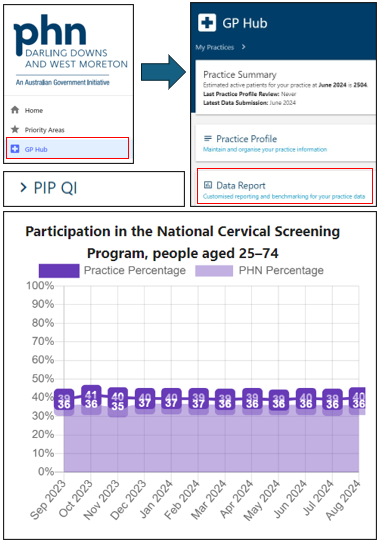 phn
DARLING DOWNS
AND WEST MORETON
An Australian Government Initiative
Home
Priority Areas
GP Hub
GP Hub
My Practices >
Practice Summary
Estimated active patients for your practice at June 2024 is 2504.
Last Practice Profile Review: Never
Latest Data Submission: June 2024
Practice Profile
Maintain and organise your practice information
Data Report
Customised reporting and benchmarking for your practice data
> PIP QI
Participation in the National Cervical Screening
Program, people aged 25–74
Practice Percentage PHN Percentage
100%
90%
80%
70%
60%
50%
40%
30%
20%
10%
0%
39 41 40 40 40 39 39 39 39 40 39 40
36 36 35 37 37 37 36 36 36 36 36 36
Sep 2023
Oct 2023
Nov 2023
Dec 2023
Jan 2024
Feb 2024
Mar 2024
Apr 2024
May 2024
Jun 2024
Jul 2024
Aug 2024